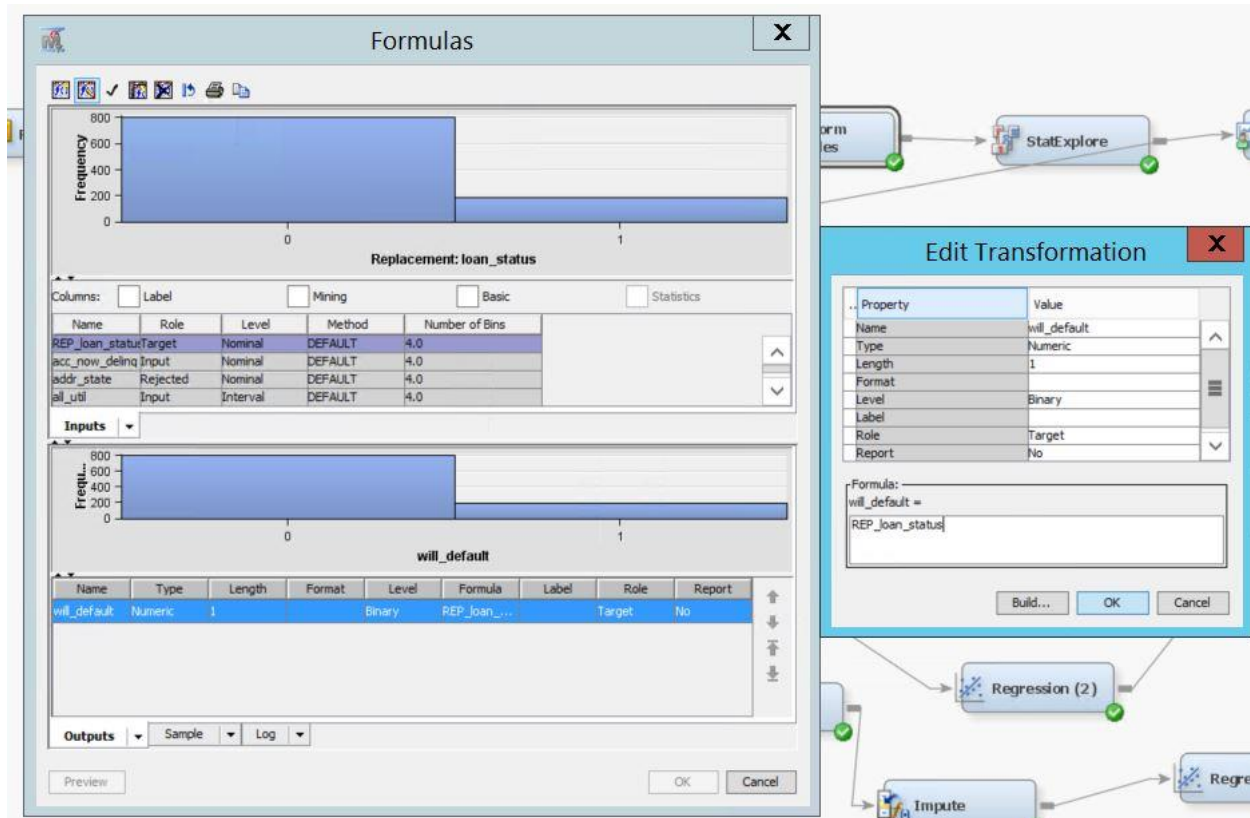 Formulas
X
800
600
400
200
0
Frequency
0 1
Replacement: loan_status
Columns: Label Mining Basic Statistics
Name Role Level Method Number of Bins
REP_loan_statu Target Nominal DEFAULT 4.0
acc_now_delinq Input Nominal DEFAULT 4.0
addr_state Rejected Nominal DEFAULT 4.0
all_util Input Interval DEFAULT 4.0
Inputs
800
600
400
200
0
Frequ...
0 1
will_default
Name Type Length Format Level Formula Label Role Report
will_default Numeric 1 Binary REP_loan_... Target No
Outputs Sample Log
Preview OK Cancel
StatExplore
Edit Transformation
X
.. Property Value
Name will_default
Type Numeric
Length 1
Format
Level Binary
Label
Role Target
Report No
Formula:
will_default =
REP_loan_status
Build... OK Cancel
Regression (2)
Impute
Regre